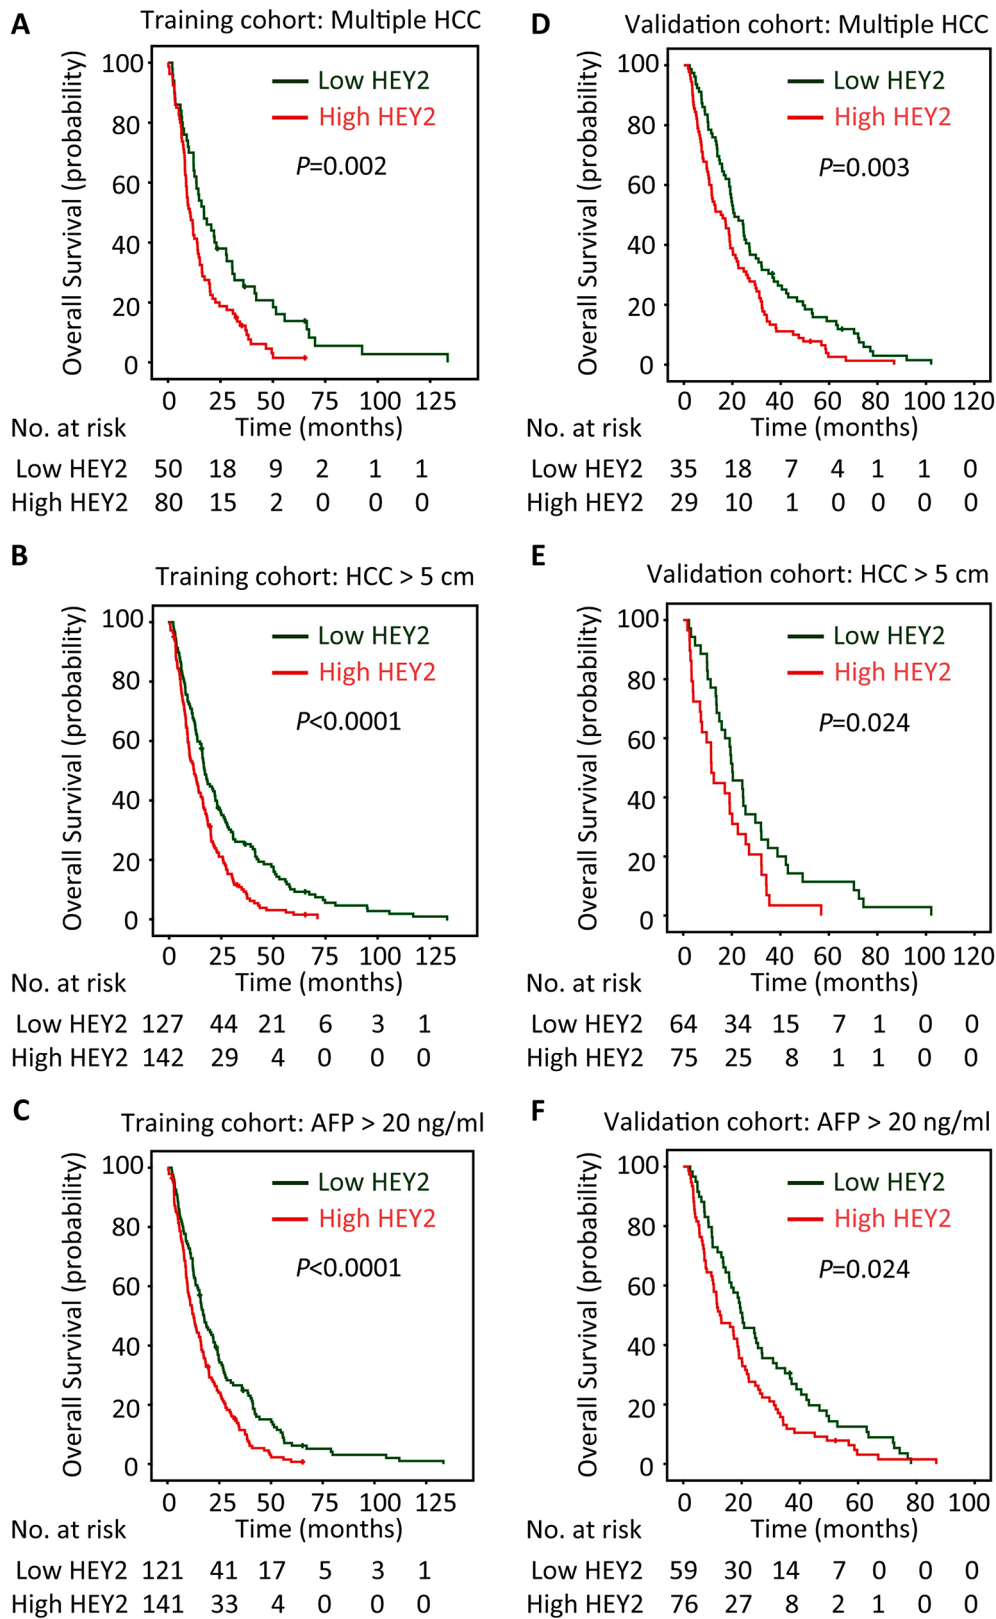 A
Training cohort: Multiple HCC
Overall Survival (probability)
100
80
60
40
20
0
Low HEY2
High HEY2
P=0.002
0 25 50 75 100 125
No. at risk Time (months)
Low HEY2 50 18 9 2 1 1
High HEY2 80 15 2 0 0 0
D
Validation cohort: Multiple HCC
Overall Survival (probability)
100
80
60
40
20
0
Low HEY2
High HEY2
P=0.003
0 20 40 60 80 100 120
No. at risk Time (months)
Low HEY2 35 18 7 4 1 1 0
High HEY2 29 10 1 0 0 0 0
B
Training cohort: HCC > 5 cm
Overall Survival (probability)
100
80
60
40
20
0
Low HEY2
High HEY2
P<0.0001
0 25 50 75 100 125
No. at risk Time (months)
Low HEY2 127 44 21 6 3 1
High HEY2 142 29 4 0 0 0
E
Validation cohort: HCC > 5 cm
Overall Survival (probability)
100
80
60
40
20
0
Low HEY2
High HEY2
P=0.024
0 20 40 60 80 100 120
No. at risk Time (months)
Low HEY2 64 34 15 7 1 0 0
High HEY2 75 25 8 1 1 0 0
C
Training cohort: AFP > 20 ng/ml
Overall Survival (probability)
100
80
60
40
20
0
Low HEY2
High HEY2
P<0.0001
0 25 50 75 100 125
No. at risk Time (months)
Low HEY2 121 41 17 5 3 1
High HEY2 141 33 4 0 0 0
F
Validation cohort: AFP > 20 ng/ml
Overall Survival (probability)
100
80
60
40
20
0
Low HEY2
High HEY2
P=0.024
0 20 40 60 80 100
No. at risk Time (months)
Low HEY2 59 30 14 7 0 0 0
High HEY2 76 27 8 2 1 0 0